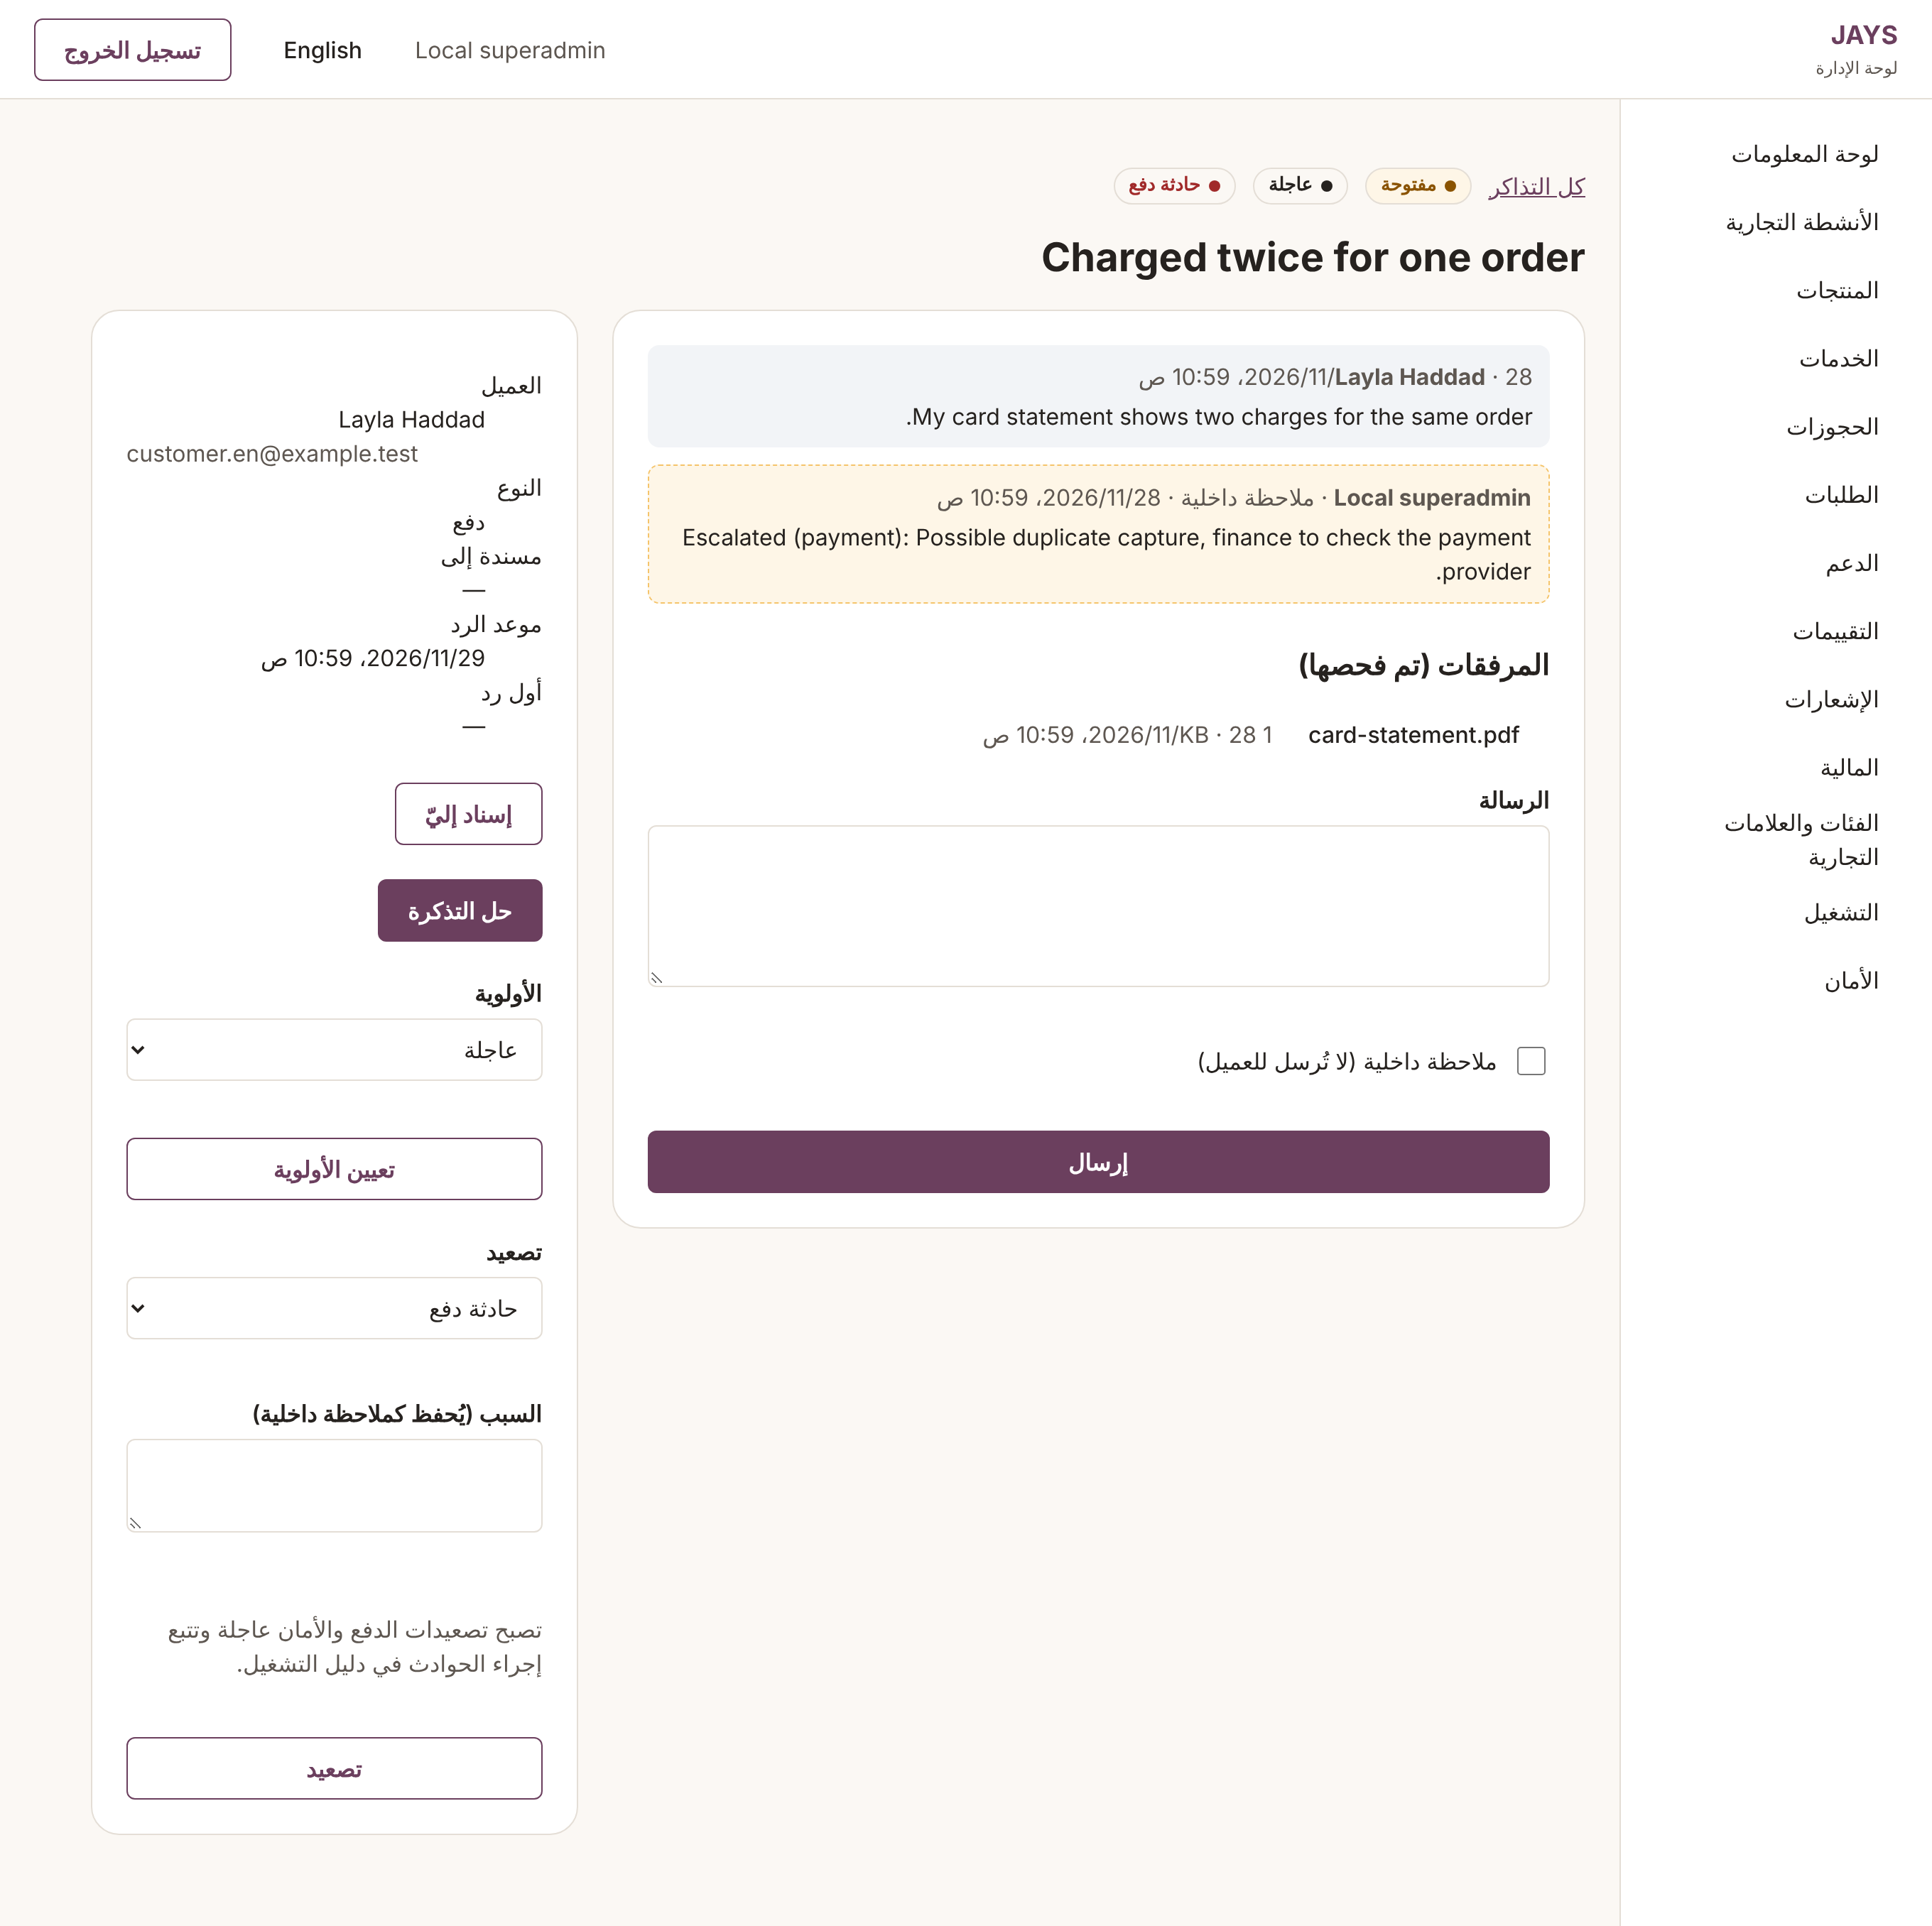 JAYS
لوحة الإدارة
Local superadmin
English
تسجيل الخروج
لوحة المعلومات
الأنشطة التجارية
المنتجات
الخدمات
الحجوزات
الطلبات
الدعم
التقييمات
الإشعارات
المالية
الفئات والعلامات
التجارية
التشغيل
الأمان
كل التذاكر مفتوحة عاجلة حادثة دفع
Charged twice for one order
Layla Haddad · 28/11/2026، 10:59 ص
My card statement shows two charges for the same order.
Local superadmin · ملاحظة داخلية · 28/11/2026، 10:59 ص
Escalated (payment): Possible duplicate capture, finance to check the payment
provider.
المرفقات (تم فحصها)
card-statement.pdf 1 KB · 28/11/2026، 10:59 ص
الرسالة
ملاحظة داخلية (لا تُرسل للعميل)
إرسال
العميل
Layla Haddad
customer.en@example.test
النوع
دفع
مسندة إلى
—
موعد الرد
29/11/2026، 10:59 ص
أول رد
—
إسناد إليّ
حل التذكرة
الأولوية
عاجلة
تعيين الأولوية
تصعيد
حادثة دفع
السبب (يُحفظ كملاحظة داخلية)
تصبح تصعيدات الدفع والأمان عاجلة وتتبع
إجراء الحوادث في دليل التشغيل.
تصعيد